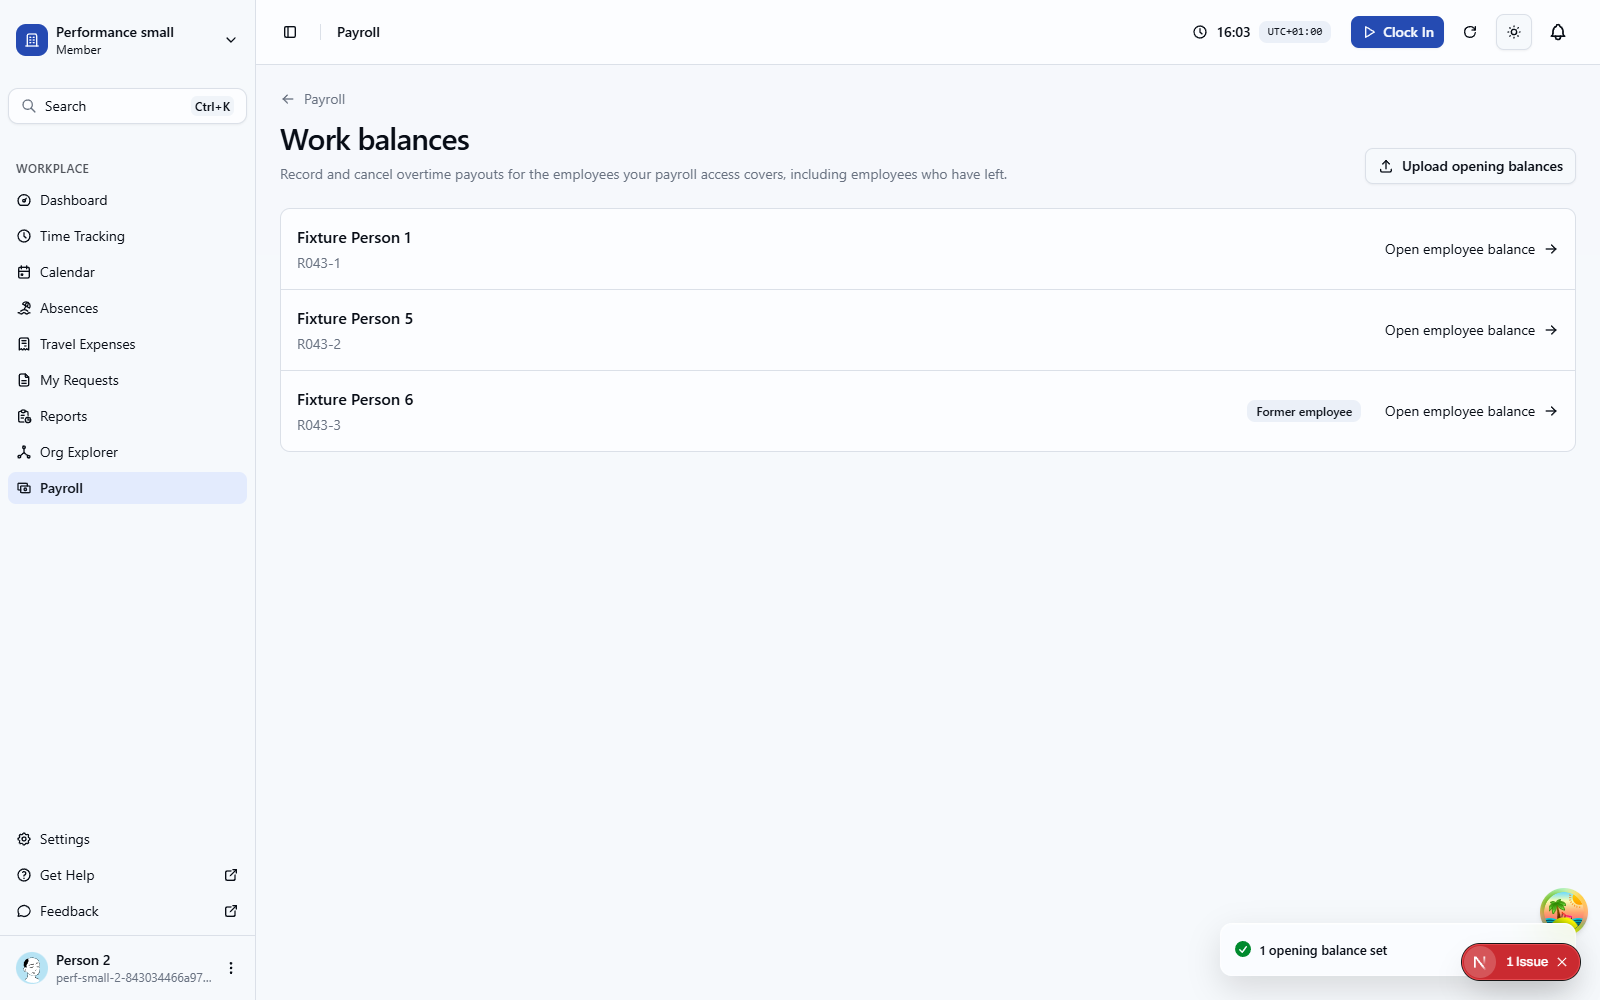 Performance small
Member
Search
Ctrl+K
WORKPLACE
Dashboard
Time Tracking
Calendar
Absences
Travel Expenses
My Requests
Reports
Org Explorer
Payroll
Settings
Get Help
Feedback
Person 2
perf-small-2-843034466a97...
Payroll
16:03
UTC+01:00
Clock In
Payroll
Work balances
Record and cancel overtime payouts for the employees your payroll access covers, including employees who have left.
Upload opening balances
Fixture Person 1
R043-1
Open employee balance
Fixture Person 5
R043-2
Open employee balance
Fixture Person 6
R043-3
Former employee
Open employee balance
1 opening balance set
N
1 Issue